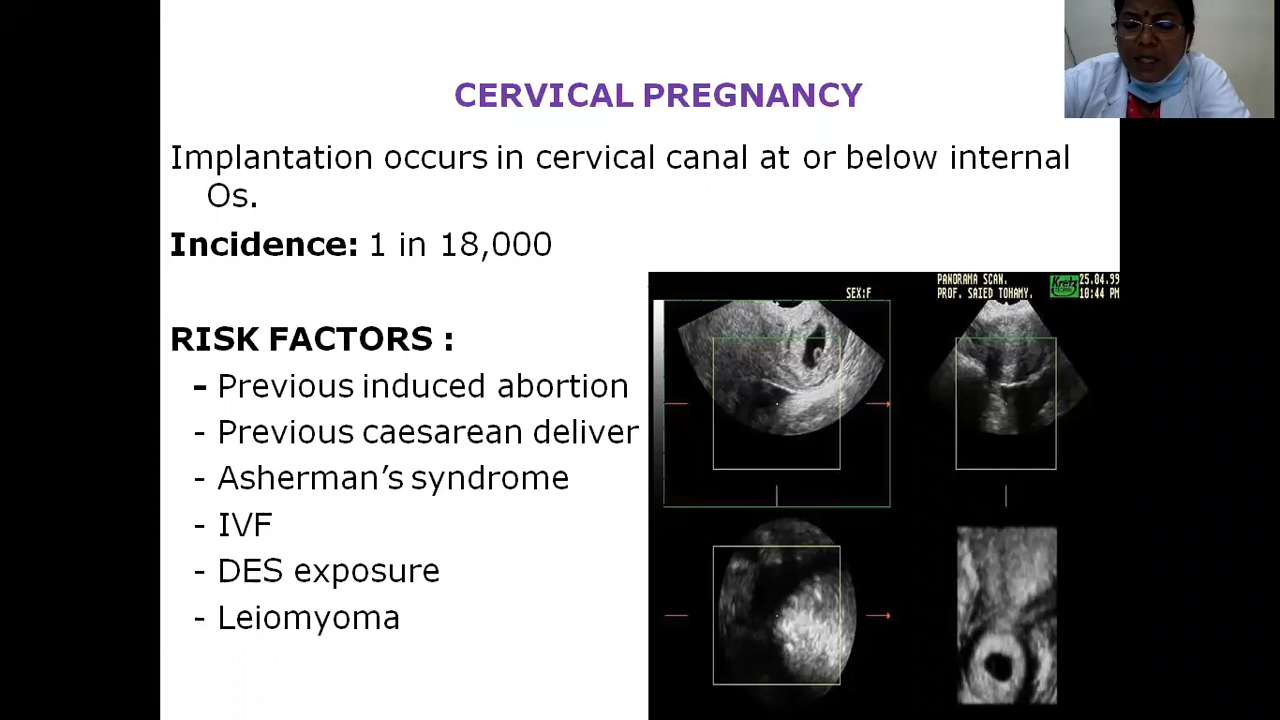 CERVICAL PREGNANCY
Implantation occurs in cervical canal at or below internal
Os.
Incidence: 1 in 18,000
RISK FACTORS :
- Previous induced abortion
- Previous caesarean deliver
- Asherman’s syndrome
- IVF
- DES exposure
- Leiomyoma
SEX:F
PANORAMA SCAN.
PROF. SAIED TOHAMY.
Kretz
25.04.99
10:44 PM